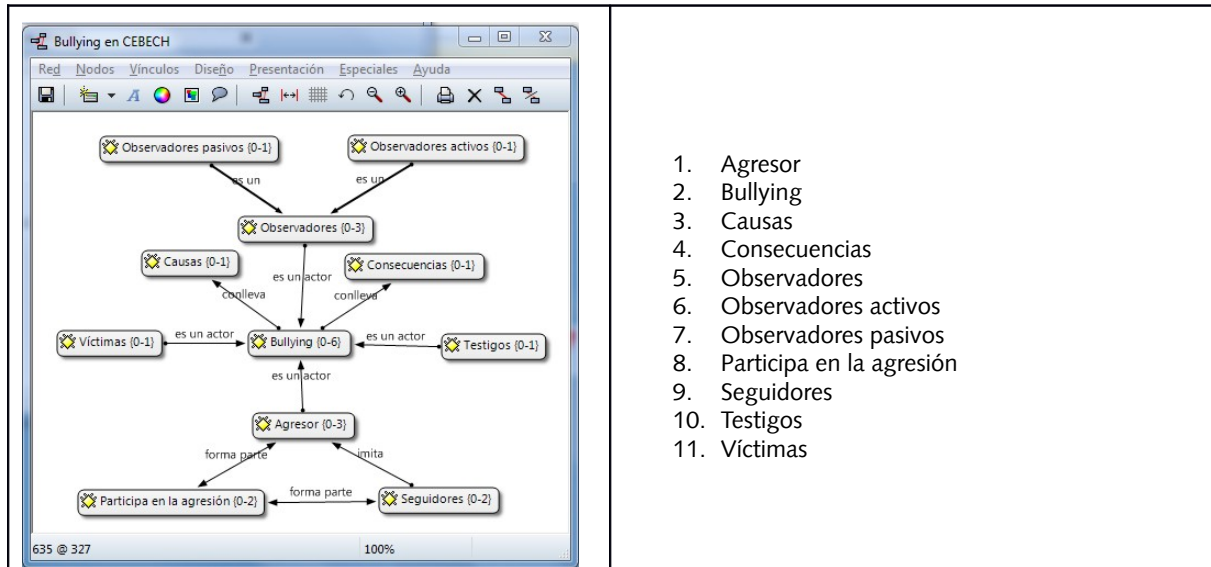 Bullying en CEBECH
Red Nodos Vínculos Diseño Presentación Especiales Ayuda
Observadores pasivos {0-1}
Observadores activos {0-1}
es un
es un
Observadores {0-3}
Causas {0-1}
es un actor
Consecuencias {0-1}
conlleva
conlleva
Víctimas {0-1}
es un actor
Bullying {0-6}
es un actor
Testigos {0-1}
es un actor
Agresor {0-3}
forma parte
imita
Participa en la agresión {0-2}
forma parte
Seguidores {0-2}
635 @ 327
100%
1. Agresor
2. Bullying
3. Causas
4. Consecuencias
5. Observadores
6. Observadores activos
7. Observadores pasivos
8. Participa en la agresión
9. Seguidores
10. Testigos
11. Víctimas